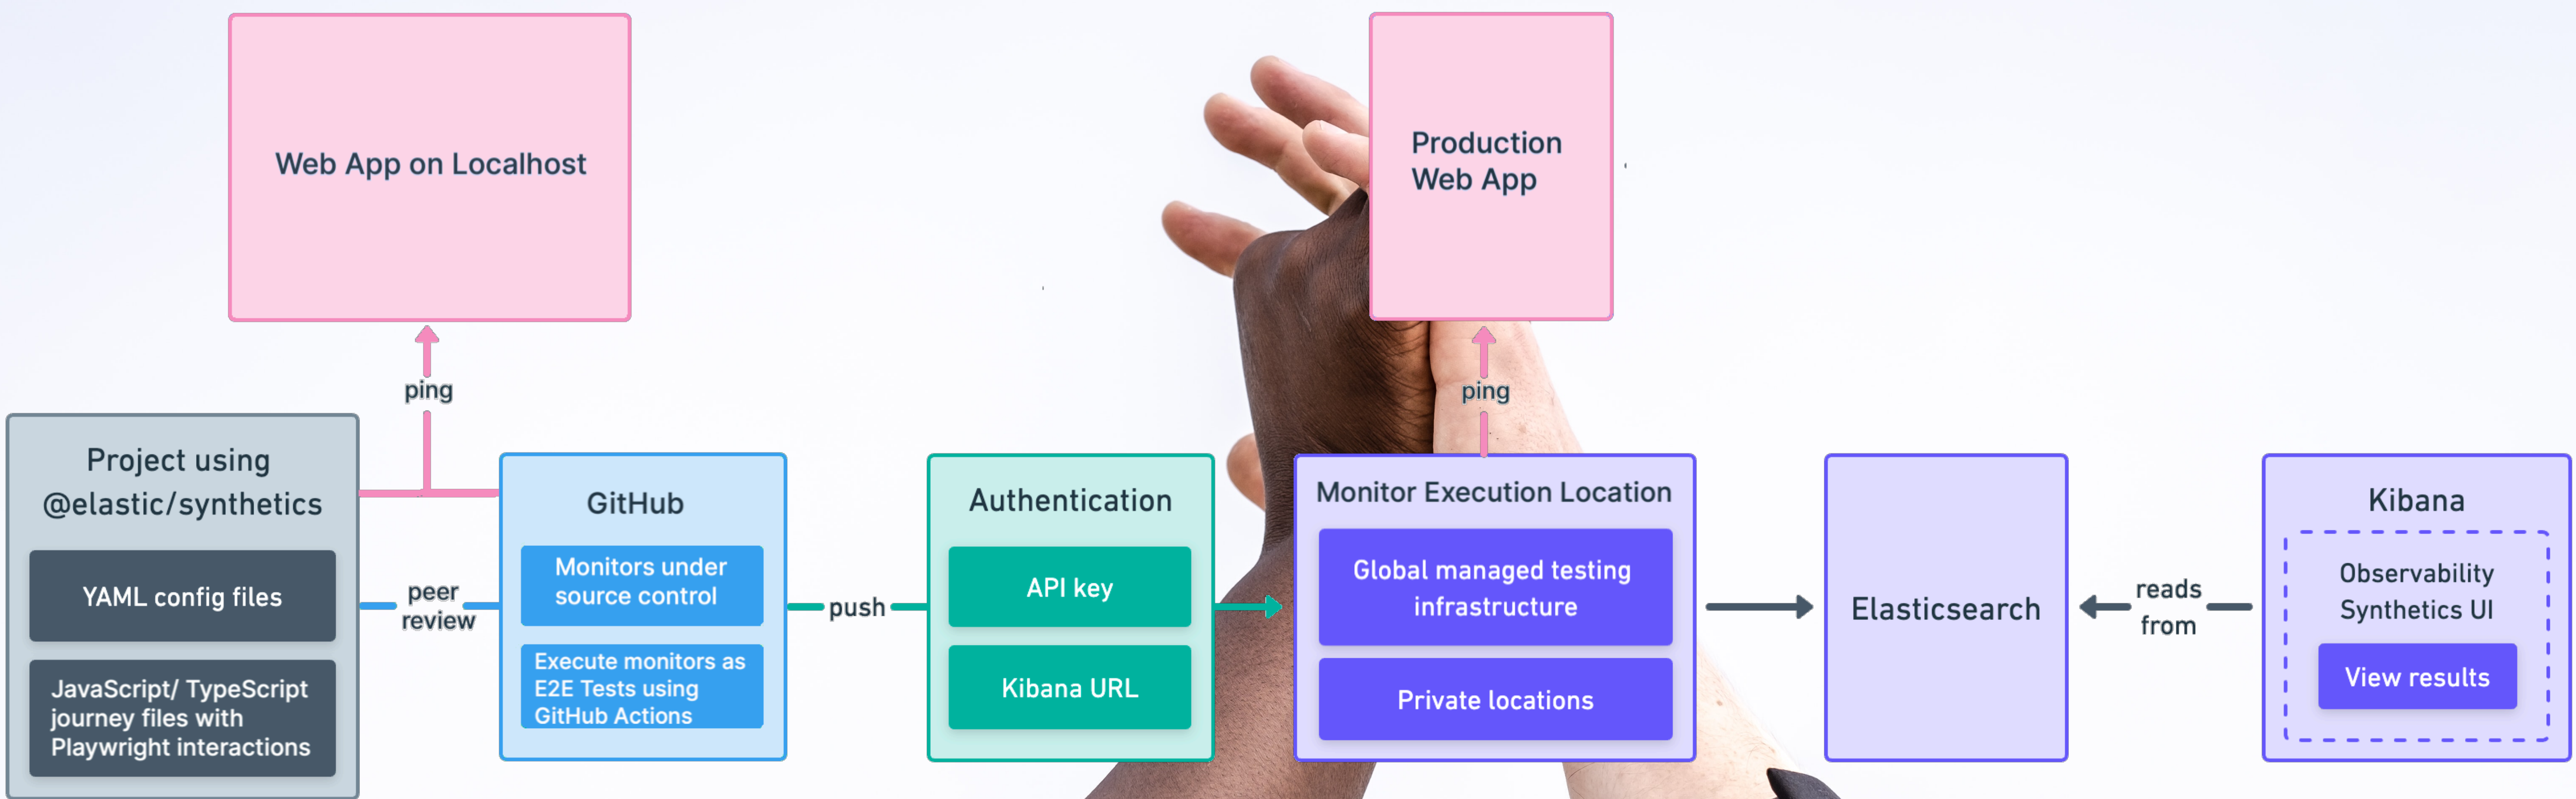 Web App on Localhost
Production
Web App
ping
ping
Project using
@elastic/synthetics
YAML config files
JavaScript/ TypeScript
journey files with
Playwright interactions
peer
review
GitHub
Monitors under
source control
Execute monitors as
E2E Tests using
GitHub Actions
push
Authentication
API key
Kibana URL
Monitor Execution Location
Global managed testing
infrastructure
Private locations
Elasticsearch
reads
from
Kibana
Observability
Synthetics UI
View results